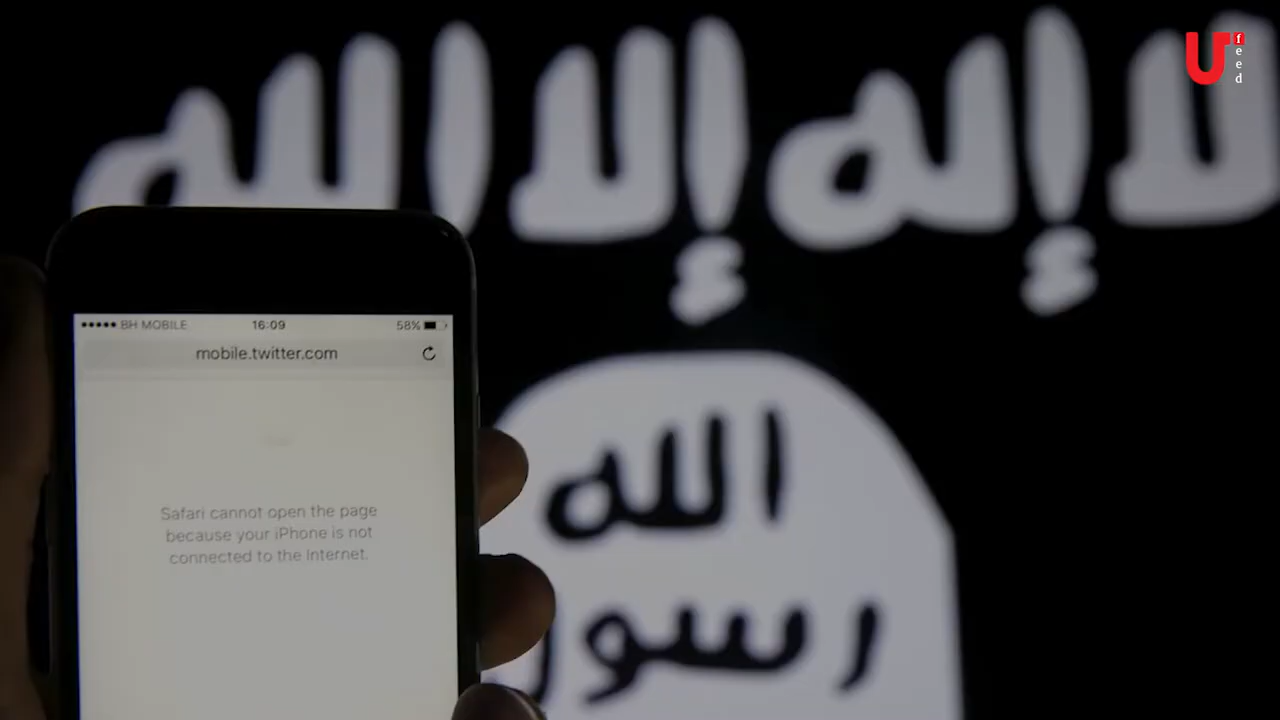 لا إله إلا الله
U feed
BH MOBILE 16:09 58%
mobile.twitter.com
Safari cannot open the page
because your iPhone is not
connected to the Internet.
الله
رسول